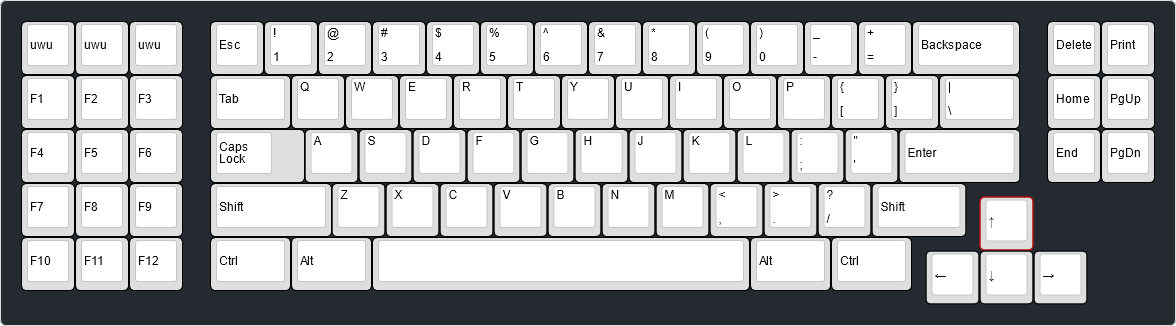 uwu uwu uwu Esc ! @ # $ % ^ & * ( ) _ + Backspace Delete Print
1 2 3 4 5 6 7 8 9 0 - =
F1 F2 F3 Tab Q W E R T Y U I O P { } | Home PgUp
[ ] \
F4 F5 F6 Caps Lock A S D F G H J K L : " Enter End PgDn
; '
F7 F8 F9 Shift Z X C V B N M < > ? Shift
, . /
↑
F10 F11 F12 Ctrl Alt Alt Ctrl
← ↓ →